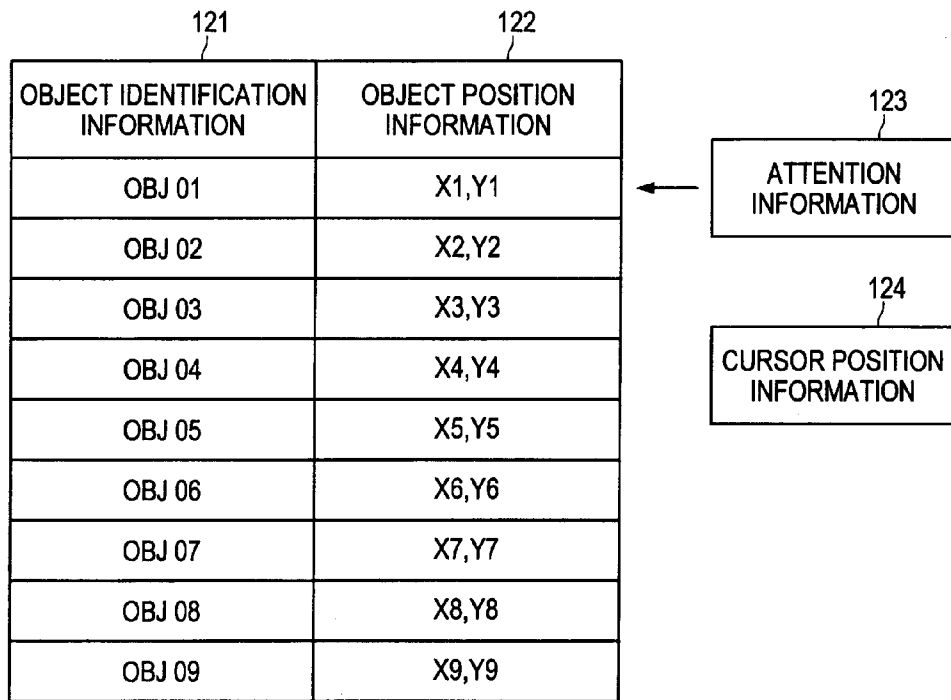 121
122
OBJECT IDENTIFICATION
INFORMATION
OBJECT POSITION
INFORMATION
OBJ 01
X1,Y1
OBJ 02
X2,Y2
OBJ 03
X3,Y3
OBJ 04
X4,Y4
OBJ 05
X5,Y5
OBJ 06
X6,Y6
OBJ 07
X7,Y7
OBJ 08
X8,Y8
OBJ 09
X9,Y9
123
ATTENTION
INFORMATION
124
CURSOR POSITION
INFORMATION